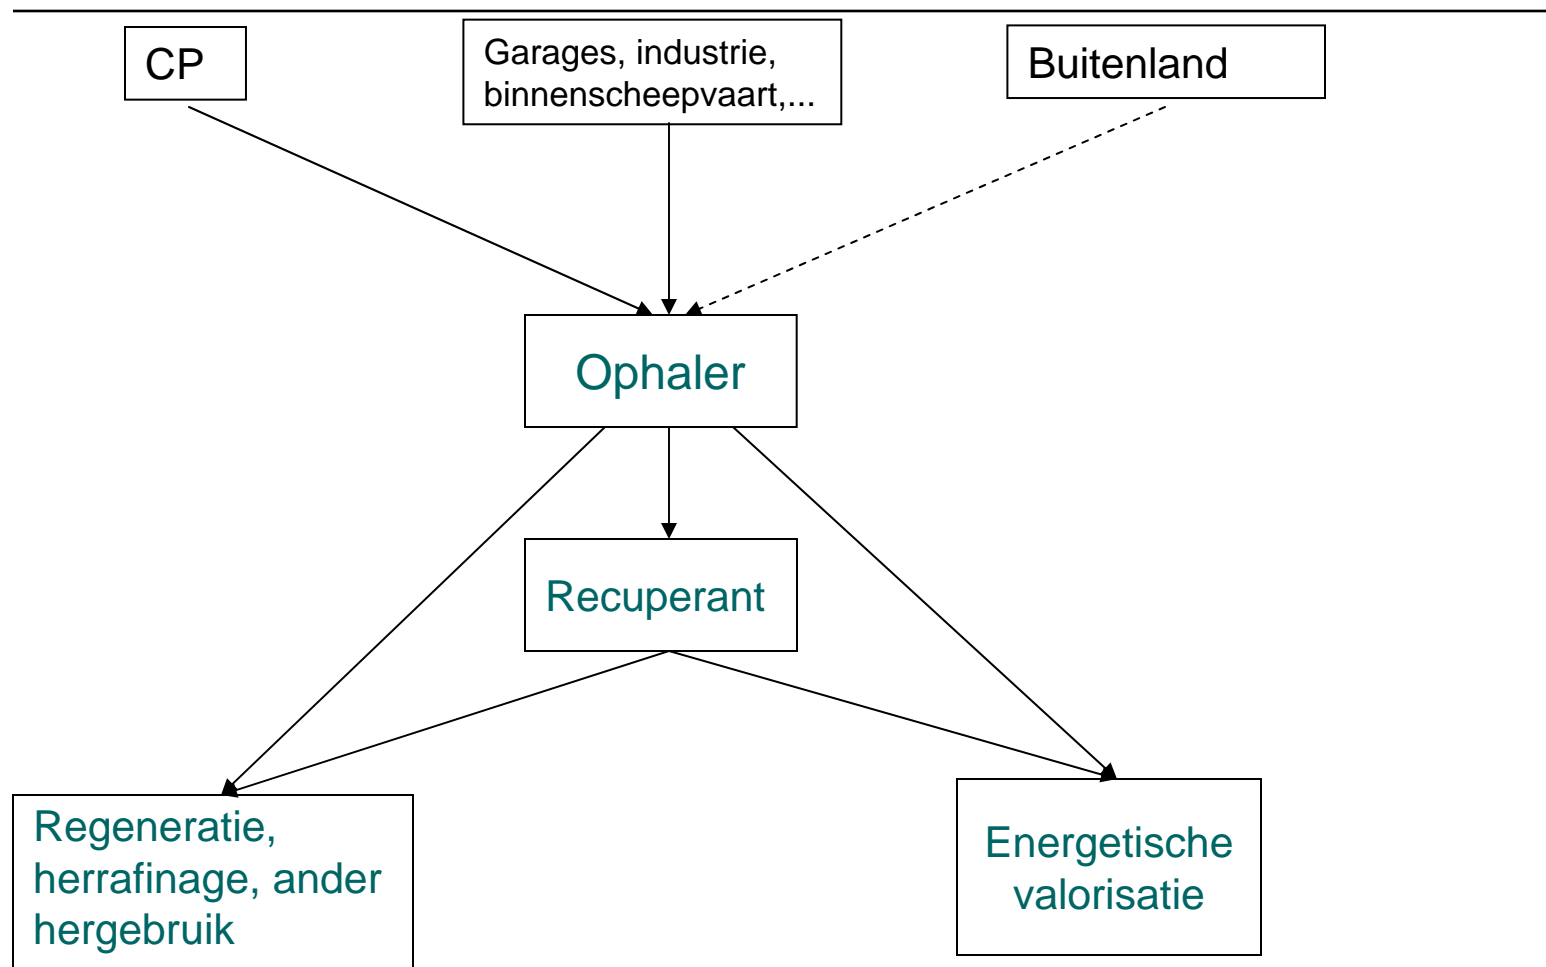 CP
Garages, industrie,
binnenscheepvaart,...
Buitenland
Ophaler
Recuperant
Regeneratie,
herrafinage, ander
hergebruik
Energetische
valorisatie